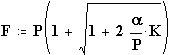 F := P(1 + √(1 + 2 α/P·K))